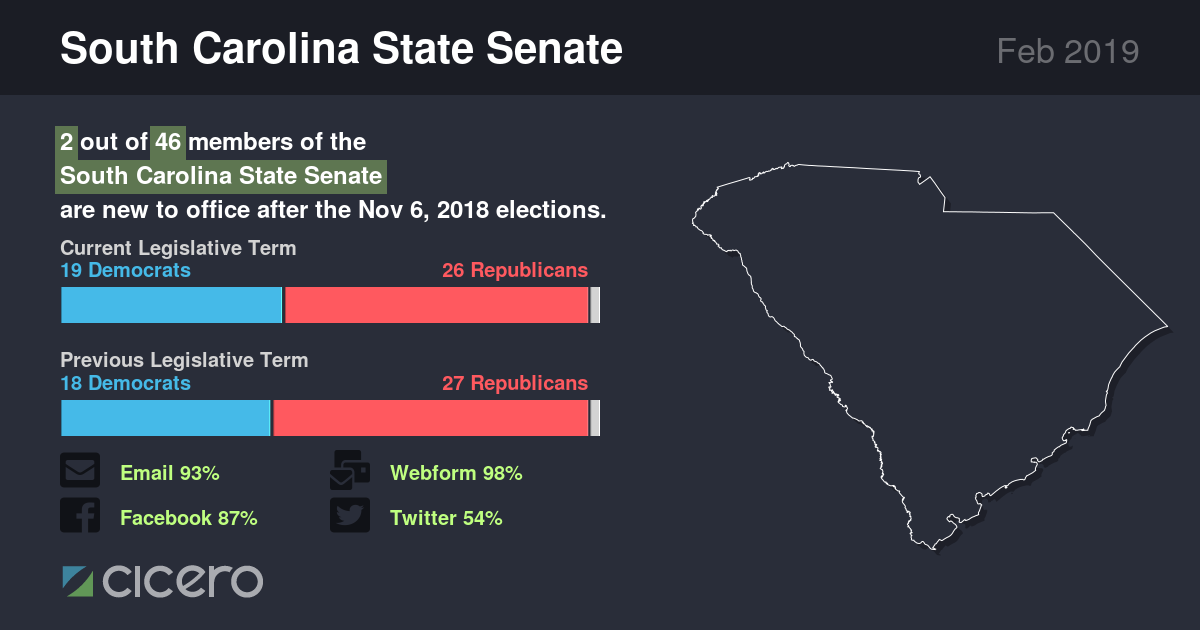 South Carolina State Senate
Feb 2019
2 out of 46 members of the
South Carolina State Senate
are new to office after the Nov 6, 2018 elections.
Current Legislative Term
19 Democrats 26 Republicans
Previous Legislative Term
18 Democrats 27 Republicans
Email 93% Webform 98%
Facebook 87% Twitter 54%
cicero